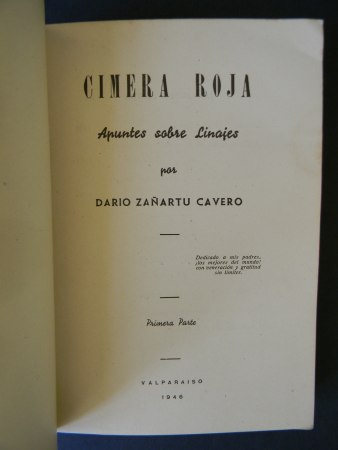 CIMERA ROJA
Apuntes sobre Linajes
por
DARIO ZAÑARTU CAVERO
Dedicado a mis padres,
¡los mejores del mundo!
con veneración y gratitud
sin límites.
Primera Parte
VALPARAISO
1946